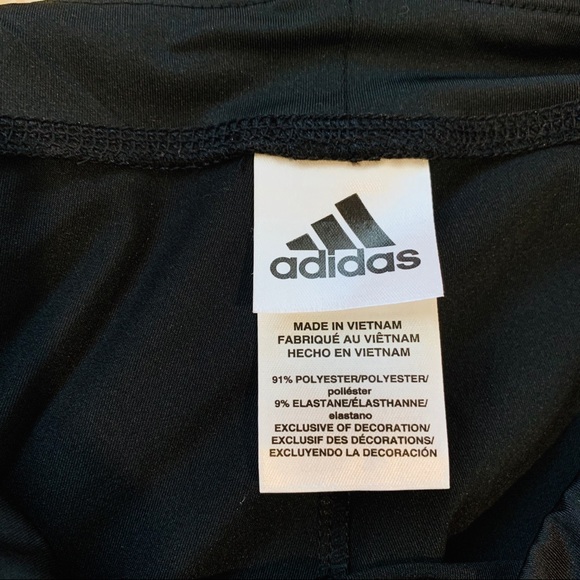 adidas
MADE IN VIETNAM
FABRIQUÉ AU VIÊTNAM
HECHO EN VIETNAM
91% POLYESTER/POLYESTER/
poliéster
9% ELASTANE/ÉLASTHANNE/
elastano
EXCLUSIVE OF DECORATION/
EXCLUSIF DES DÉCORATIONS/
EXCLUYENDO LA DECORACIÓN